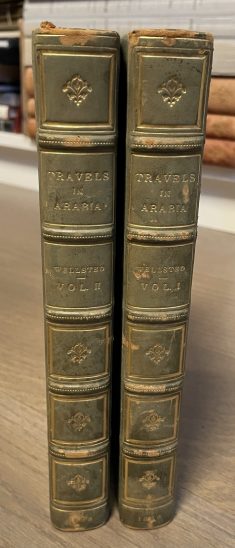 TRAVELS
IN
ARABIA
WELLSTED
VOL. II
TRAVELS
IN
ARABIA
WELLSTED
VOL. I